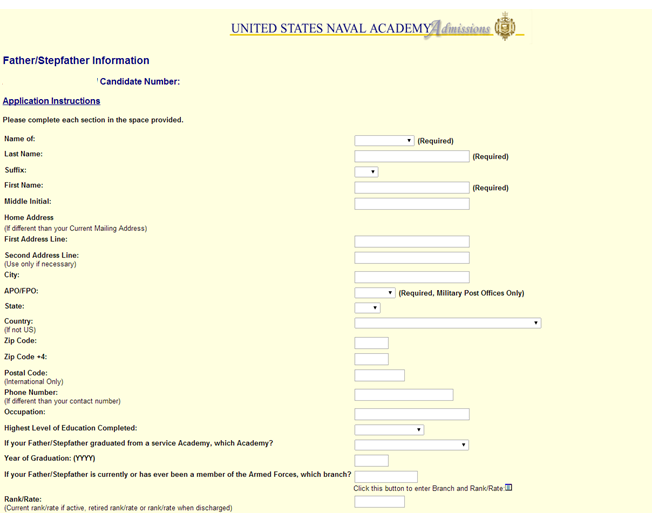 UNITED STATES NAVAL ACADEMY Admissions
Father/Stepfather Information
Candidate Number:
Application Instructions
Please complete each section in the space provided.
Name of: (Required)
Last Name: (Required)
Suffix:
First Name: (Required)
Middle Initial:
Home Address
(If different than your Current Mailing Address)
First Address Line:
Second Address Line:
(Use only if necessary)
City:
APO/FPO: (Required, Military Post Offices Only)
State:
Country:
(If not US)
Zip Code:
Zip Code +4:
Postal Code:
(International Only)
Phone Number:
(If different than your contact number)
Occupation:
Highest Level of Education Completed:
If your Father/Stepfather graduated from a service Academy, which Academy?
Year of Graduation: (YYYY)
If your Father/Stepfather is currently or has ever been a member of the Armed Forces, which branch?
Click this button to enter Branch and Rank/Rate:
Rank/Rate:
(Current rank/rate if active, retired rank/rate or rank/rate when discharged)